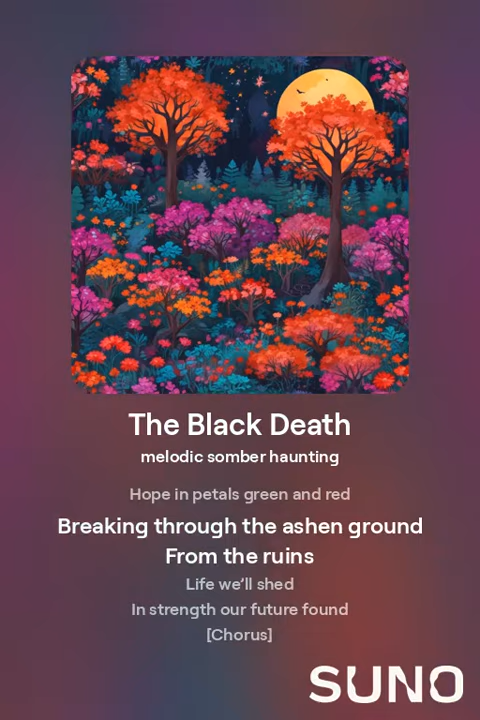 The Black Death
melodic somber haunting
Hope in petals green and red
Breaking through the ashen ground
From the ruins
Life we'll shed
In strength our future found
[Chorus]
SUNO